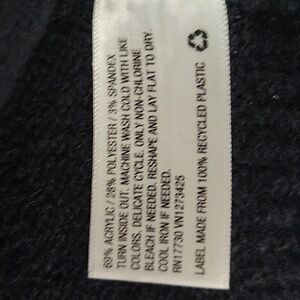 69% ACRYLIC / 28% POLYESTER / 3% SPANDEX
TURN INSIDE OUT. MACHINE WASH COLD WITH LIKE
COLORS. DELICATE CYCLE. ONLY NON-CHLORINE
BLEACH IF NEEDED. RESHAPE AND LAY FLAT TO DRY.
COOL IRON IF NEEDED.
RN17730 VN1273425
LABEL MADE FROM 100% RECYCLED PLASTIC